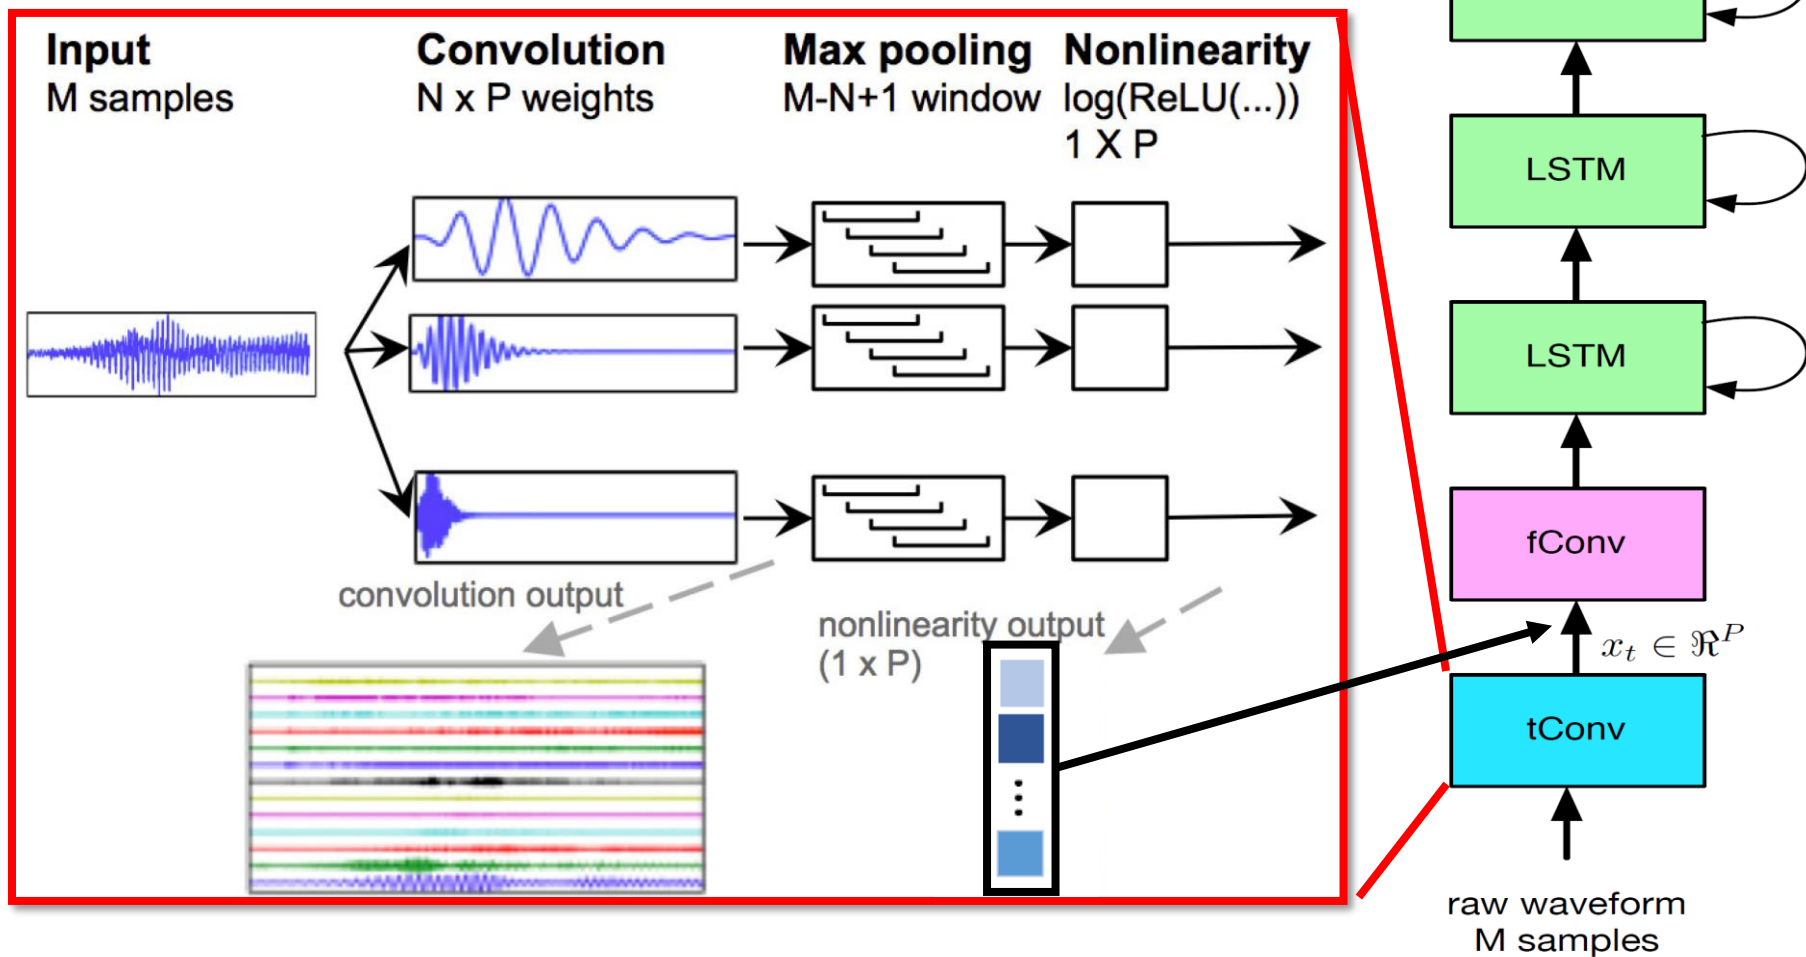 Input
M samples
Convolution
N x P weights
Max pooling
M-N+1 window
Nonlinearity
log(ReLU(...))
1 X P
convolution output
nonlinearity output
(1 x P)
LSTM
LSTM
fConv
x_t ∈ ℜ^P
tConv
raw waveform
M samples